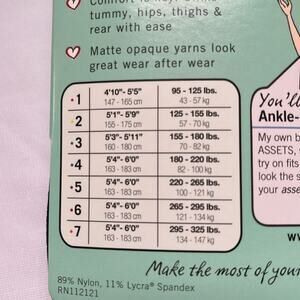 tummy, hips, thighs &
rear with ease
Matte opaque yarns look
great wear after wear
1 4'10"- 5'5" 95 - 125 lbs.
147 - 165 cm 43 - 57 kg
2 5'1"- 5'9" 125 - 155 lbs.
155 - 175 cm 57 - 70 kg
3 5'3"- 5'11" 155 - 180 lbs.
160 - 180 cm 70 - 82 kg
4 5'4"- 6'0" 180 - 220 lbs.
163 - 183 cm 82 - 100 kg
5 5'4"- 6'0" 220 - 265 lbs.
163 - 183 cm 100 - 121 kg
6 5'4"- 6'0" 265 - 295 lbs.
163 - 183 cm 121 - 134 kg
7 5'4"- 6'0" 295 - 325 lbs.
163 - 183 cm 134 - 147 kg
89% Nylon, 11% Lycra® Spandex
RN112121
You'll
Ankle-
My own b
ASSETS,
try on fits
look the s
your asse
Make the most of your